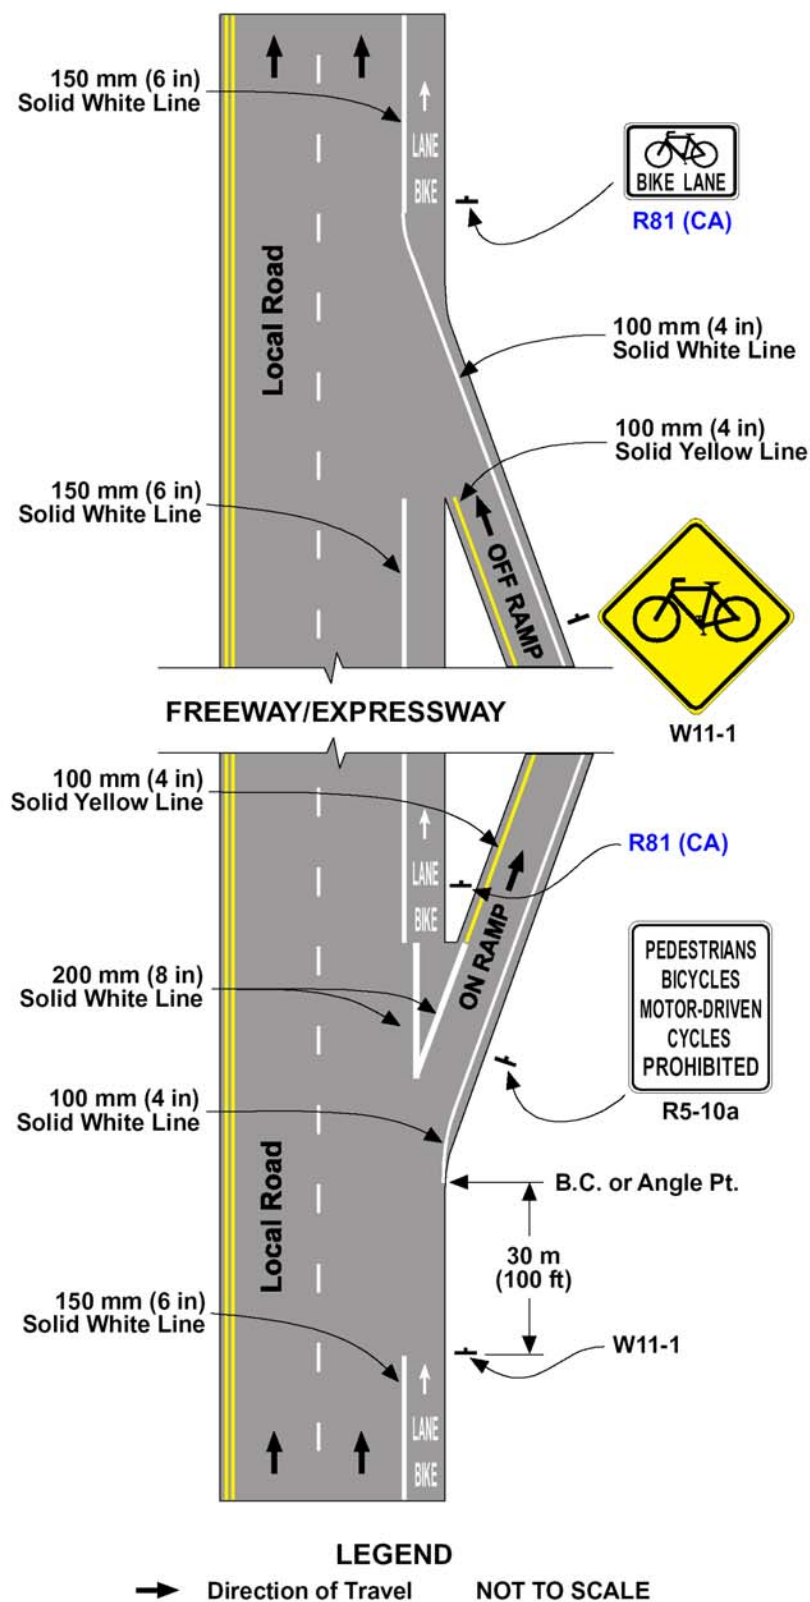 150 mm (6 in)
Solid White Line
LANE
BIKE
BIKE LANE
R81 (CA)
Local Road
100 mm (4 in)
Solid White Line
100 mm (4 in)
Solid Yellow Line
150 mm (6 in)
Solid White Line
OFF RAMP
W11-1
FREEWAY/EXPRESSWAY
100 mm (4 in)
Solid Yellow Line
R81 (CA)
LANE
BIKE
ON RAMP
PEDESTRIANS
BICYCLES
MOTOR-DRIVEN
CYCLES
PROHIBITED
R5-10a
200 mm (8 in)
Solid White Line
100 mm (4 in)
Solid White Line
B.C. or Angle Pt.
Local Road
30 m
(100 ft)
150 mm (6 in)
Solid White Line
W11-1
LANE
BIKE
LEGEND
Direction of Travel
NOT TO SCALE